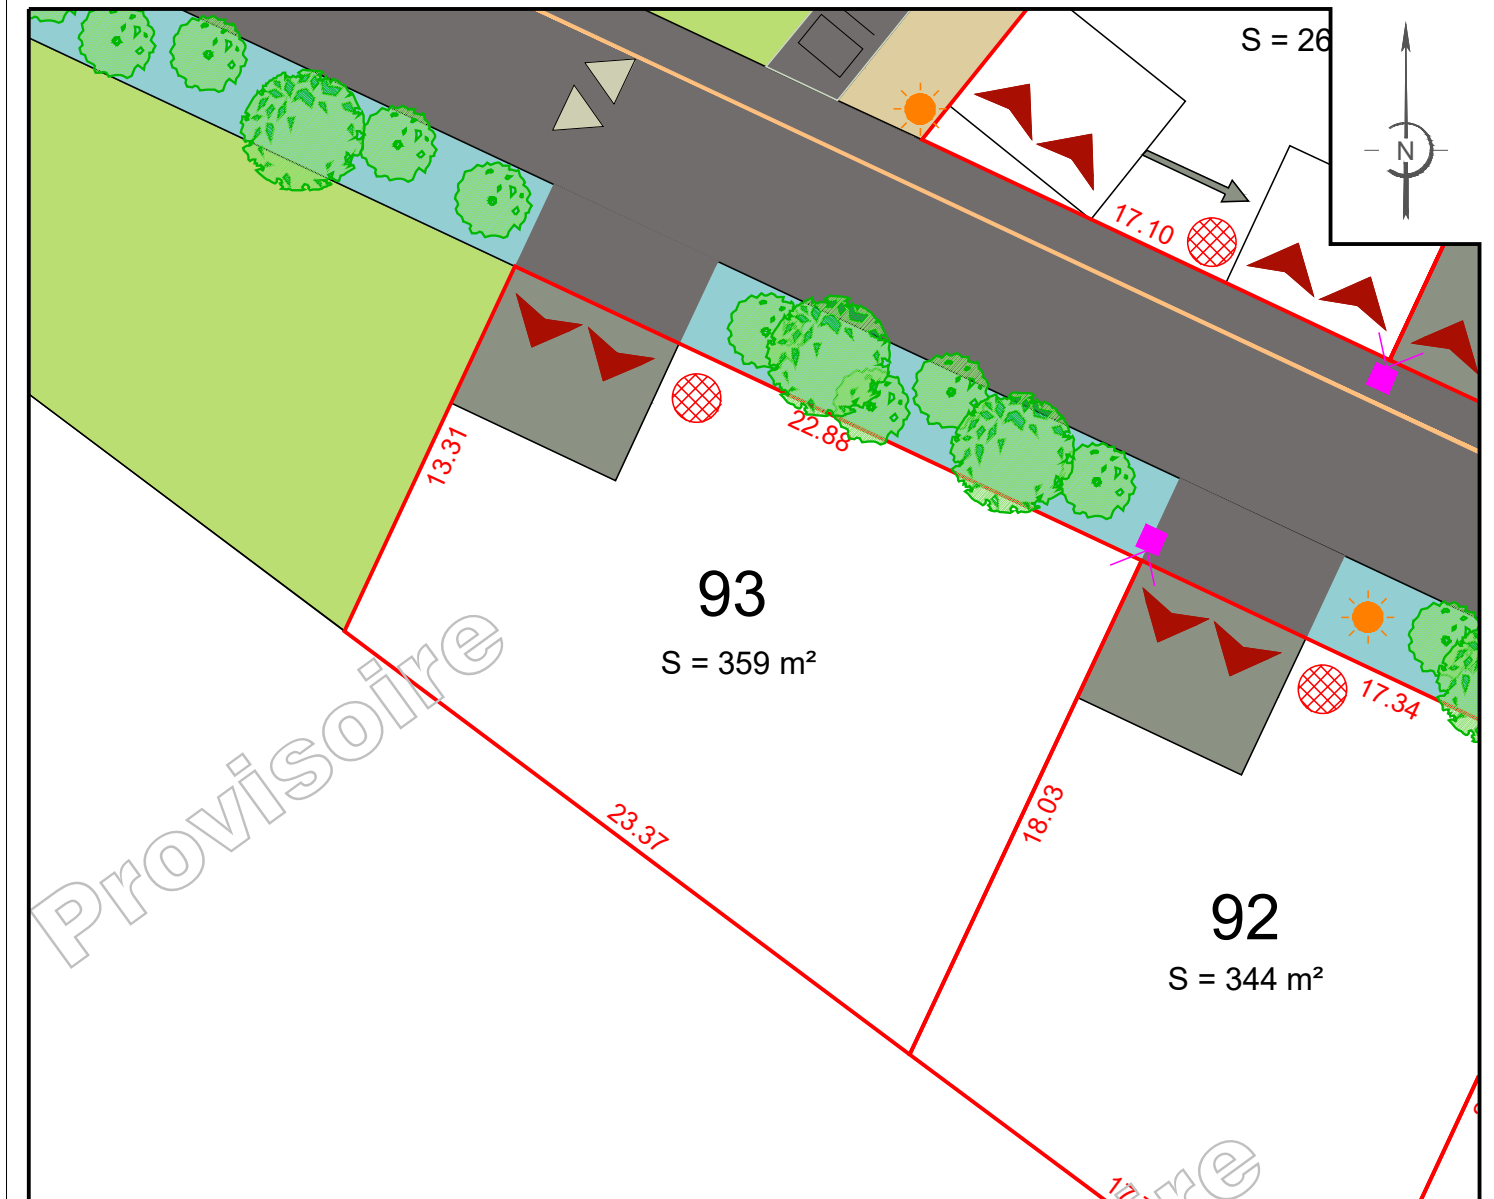 S = 26
N
17.10
22.88
13.31
93
S = 359 m²
17.34
Provisoire
23.37
18.03
92
S = 344 m²